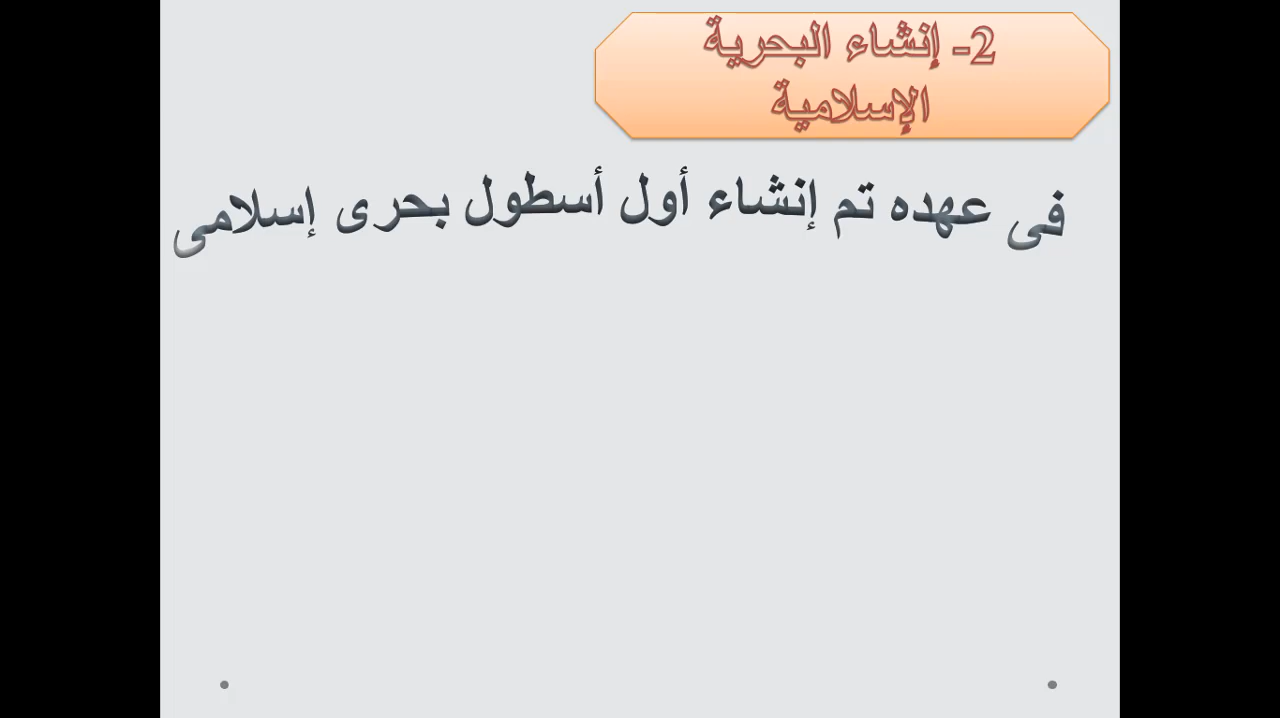 2- إنشاء البحرية
الإسلامية
فى عهده تم إنشاء أول أسطول بحرى إسلامى